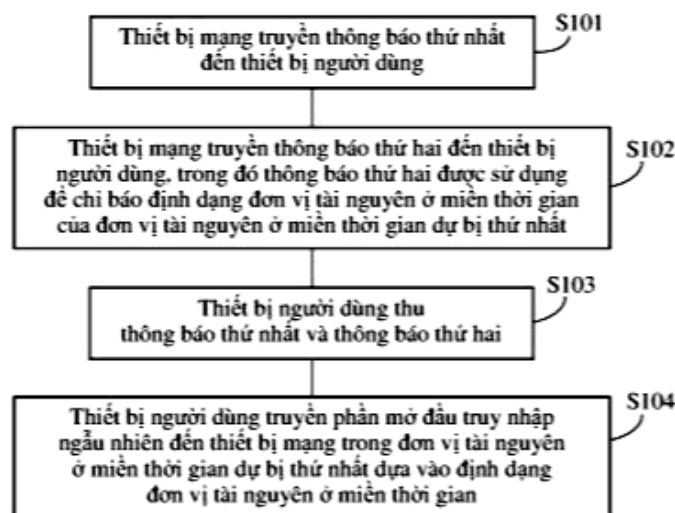 S101
Thiết bị mạng truyền thông báo thứ nhất
đến thiết bị người dùng
S102
Thiết bị mạng truyền thông báo thứ hai đến thiết bị
người dùng, trong đó thông báo thứ hai được sử dụng
để chỉ báo định dạng đơn vị tài nguyên ở miền thời gian
của đơn vị tài nguyên ở miền thời gian dự bị thứ nhất
S103
Thiết bị người dùng thu
thông báo thứ nhất và thông báo thứ hai
S104
Thiết bị người dùng truyền phần mở đầu truy nhập
ngẫu nhiên đến thiết bị mạng trong đơn vị tài nguyên
ở miền thời gian dự bị thứ nhất dựa vào định dạng
đơn vị tài nguyên ở miền thời gian